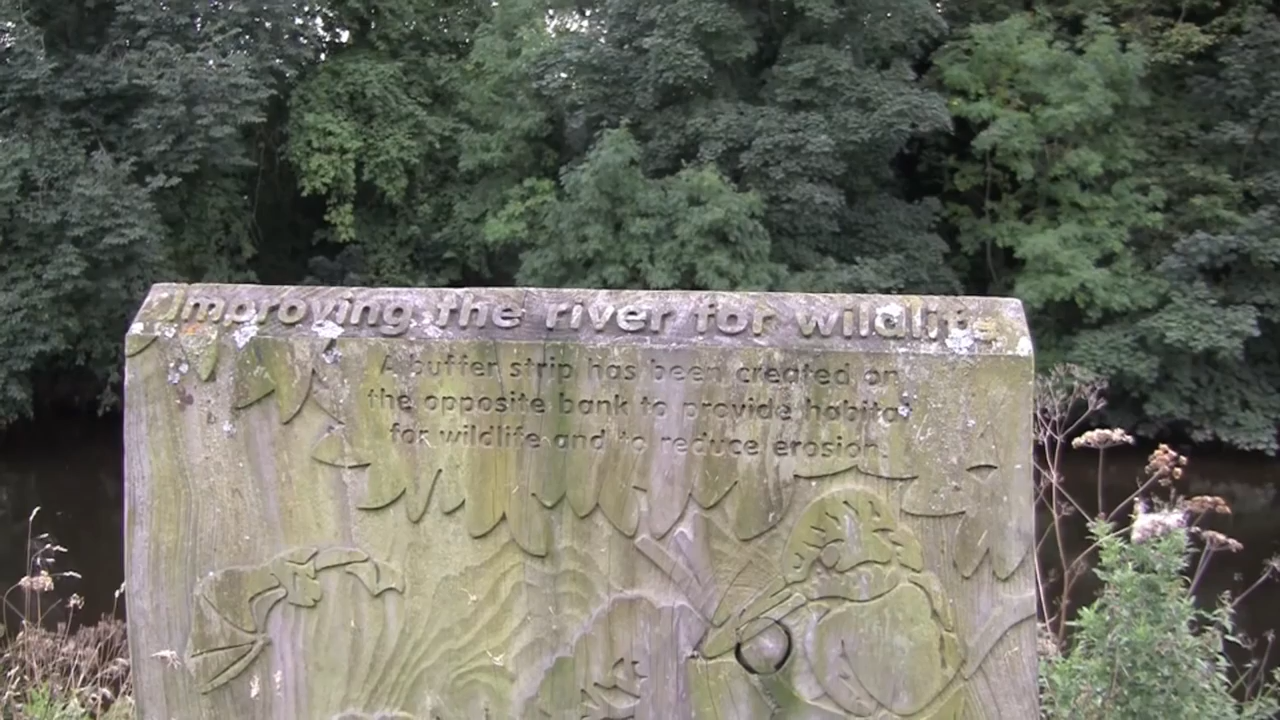 Improving the river for wildlife
A buffer strip has been created on
the opposite bank to provide habitat
for wildlife and to reduce erosion.